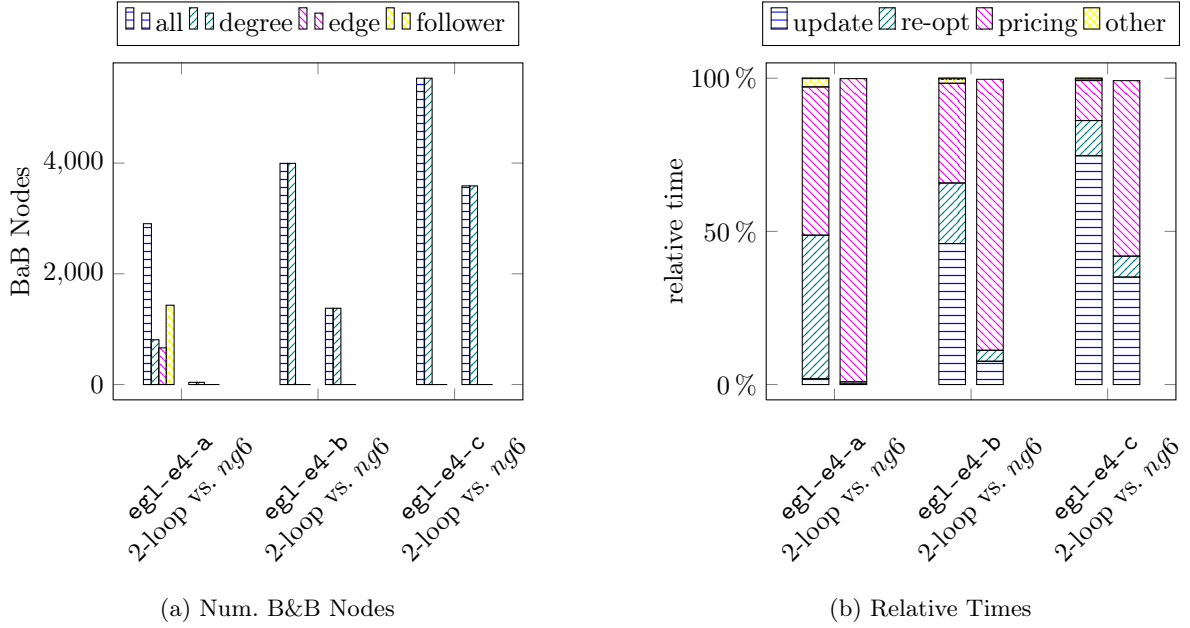 all degree edge follower
BaB Nodes
4,000
2,000
0
egl-e4-a
2-loop vs. ng6
egl-e4-b
2-loop vs. ng6
egl-e4-c
2-loop vs. ng6
(a) Num. B&B Nodes
update re-opt pricing other
relative time
100 %
50 %
0 %
egl-e4-a
2-loop vs. ng6
egl-e4-b
2-loop vs. ng6
egl-e4-c
2-loop vs. ng6
(b) Relative Times